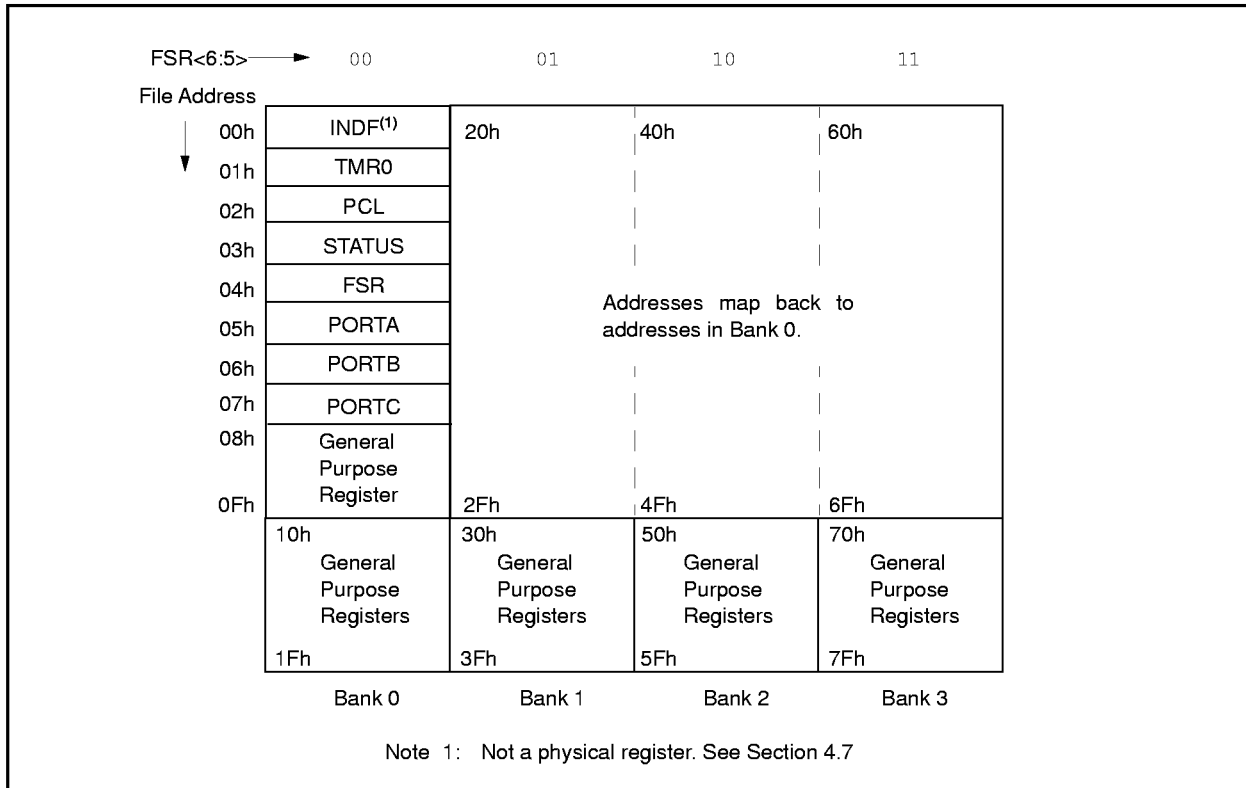 FSR<6:5> 00 01 10 11
File Address
00h INDF(1) 20h 40h 60h
01h TMR0
02h PCL
03h STATUS
04h FSR
Addresses map back to
05h PORTA
addresses in Bank 0.
06h PORTB
07h PORTC
08h General
Purpose
Register
0Fh 2Fh 4Fh 6Fh
10h 30h 50h 70h
General General General General
Purpose Purpose Purpose Purpose
Registers Registers Registers Registers
1Fh 3Fh 5Fh 7Fh
Bank 0 Bank 1 Bank 2 Bank 3
Note 1: Not a physical register. See Section 4.7